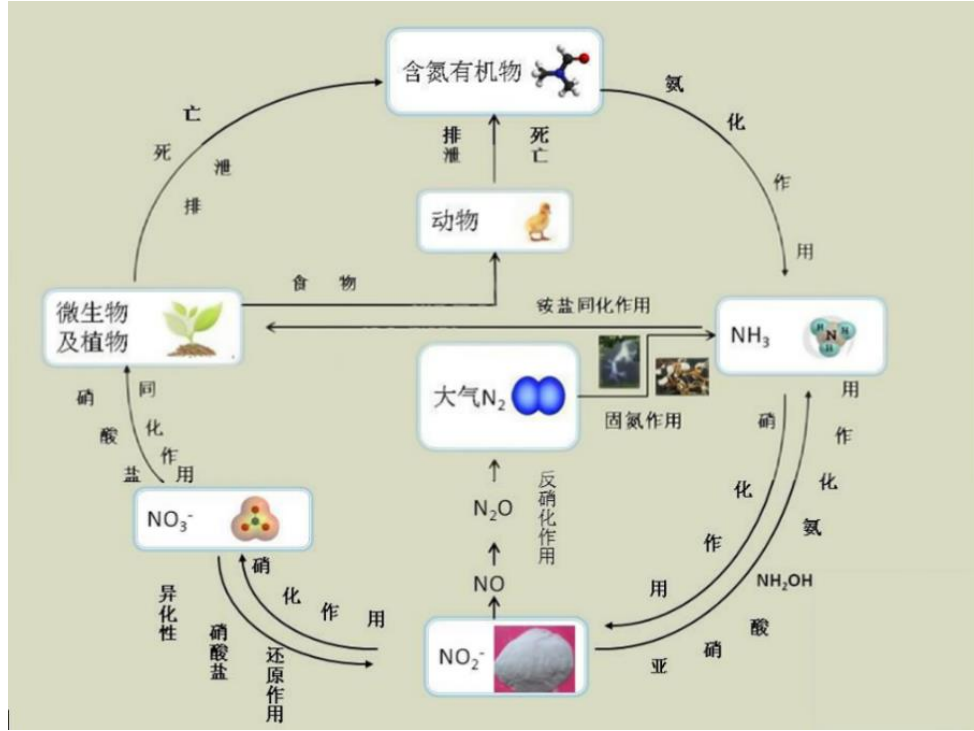 含氮有机物
氨化作用
死亡
排泄
排泄
死亡
动物
食物
微生物
及植物
铵盐同化作用
NH₃
大气N₂
固氮作用
硝酸盐
同化作用
硝化作用
亚硝酸氨化作用
NH₂OH
N₂O
反硝化作用
NO
NO₃⁻
硝化作用
异化性
硝酸盐
还原作用
NO₂⁻
N
H
H
H